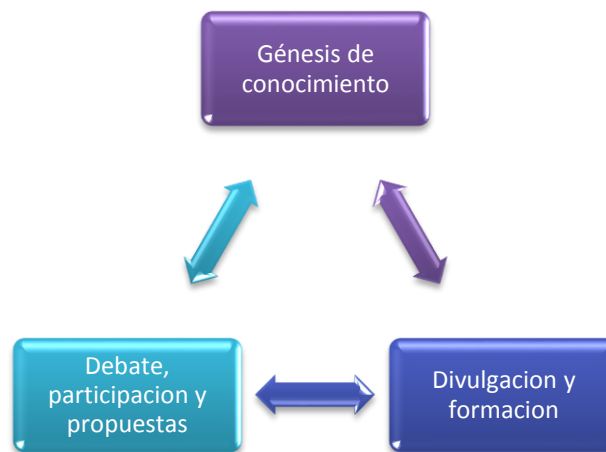 Génesis de
conocimiento
Debate,
participacion y
propuestas
Divulgacion y
formacion